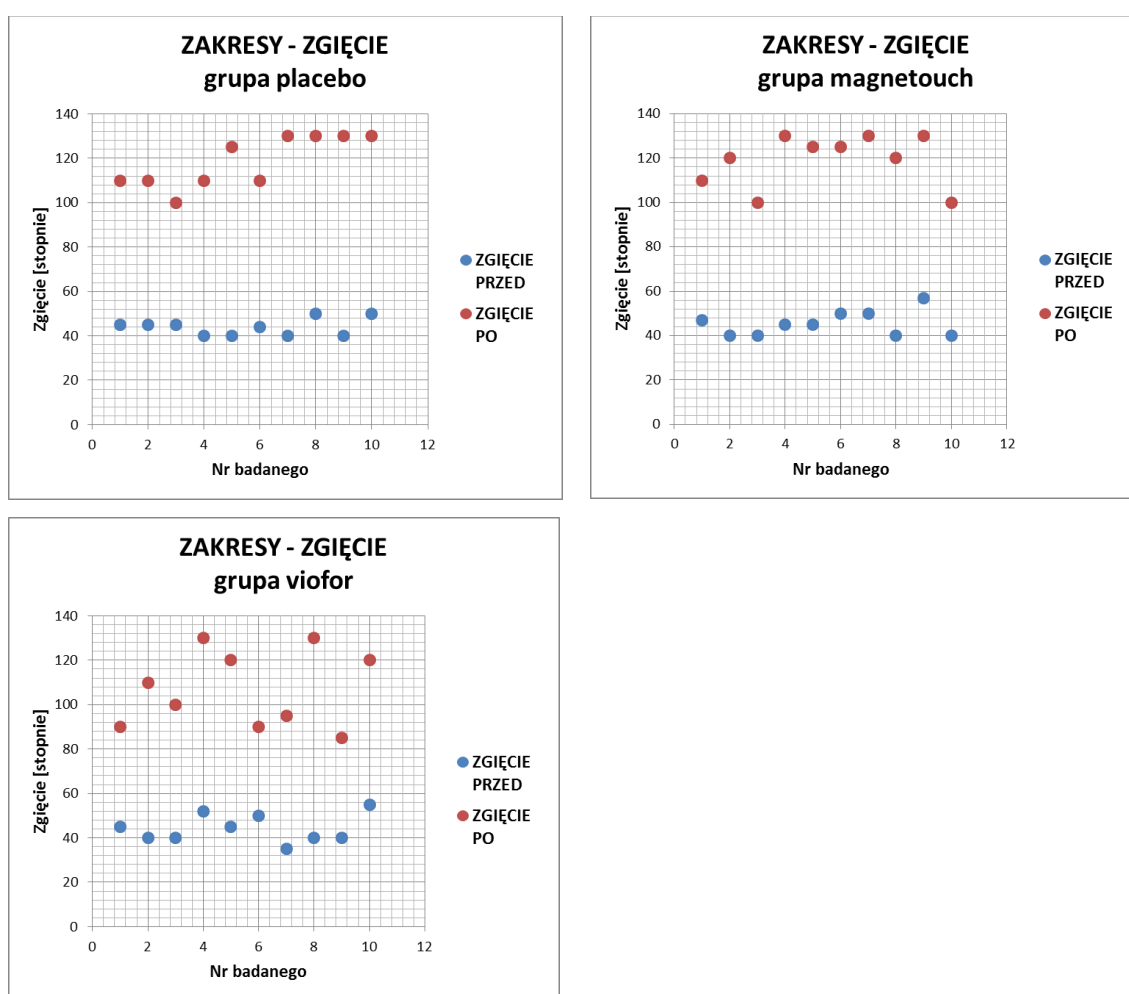 ZAKRESY - ZGIĘCIE
grupa placebo
140
120
100
80
60
40
20
0
0 2 4 6 8 10 12
Zgięcie [stopnie]
Nr badanego
ZGIĘCIE
PRZED
ZGIĘCIE
PO
ZAKRESY - ZGIĘCIE
grupa magnetouch
140
120
100
80
60
40
20
0
0 2 4 6 8 10 12
Zgięcie [stopnie]
Nr badanego
ZGIĘCIE
PRZED
ZGIĘCIE
PO
ZAKRESY - ZGIĘCIE
grupa viofor
140
120
100
80
60
40
20
0
0 2 4 6 8 10 12
Zgięcie [stopnie]
Nr badanego
ZGIĘCIE
PRZED
ZGIĘCIE
PO